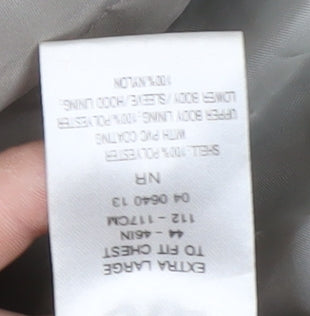 EXTRA LARGE
TO FIT CHEST
44 - 46IN
112 - 117CM
04 0640 13
NR
SHELL: 100% POLYESTER
WITH PVC COATING
UPPER BODY LINING: 100% POLYESTER
LOWER BODY / SLEEVE / HOOD LINING:
100% NYLON